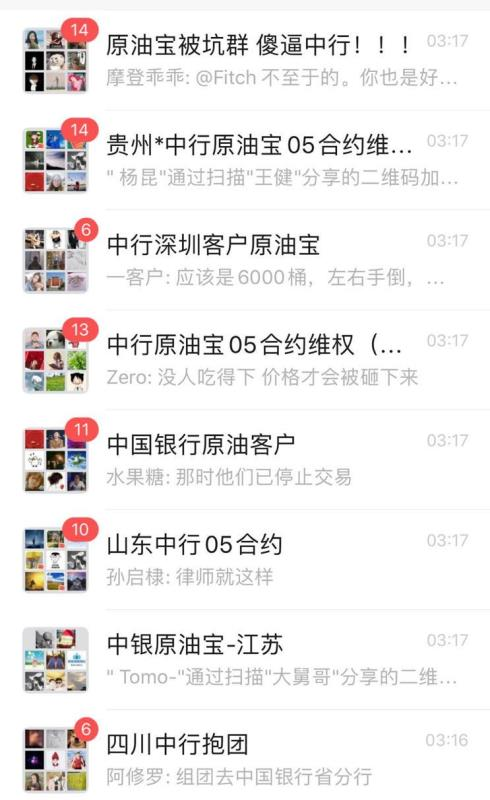 14
原油宝被坑群 傻逼中行！！！ 03:17
摩登乖乖: @Fitch 不至于的。你也是好…
14
贵州*中行原油宝05合约维… 03:17
" 杨昆"通过扫描"王健"分享的二维码加…
6
中行深圳客户原油宝 03:17
一客户: 应该是6000桶，左右手倒，…
13
中行原油宝05合约维权（… 03:17
Zero: 没人吃得下 价格才会被砸下来
11
中国银行原油客户 03:17
水果糖: 那时他们已停止交易
10
山东中行05合约 03:17
孙启棣: 律师就这样
中银原油宝-江苏 03:17
" Tomo-"通过扫描"大舅哥"分享的二维…
6
四川中行抱团 03:16
阿修罗: 组团去中国银行省分行